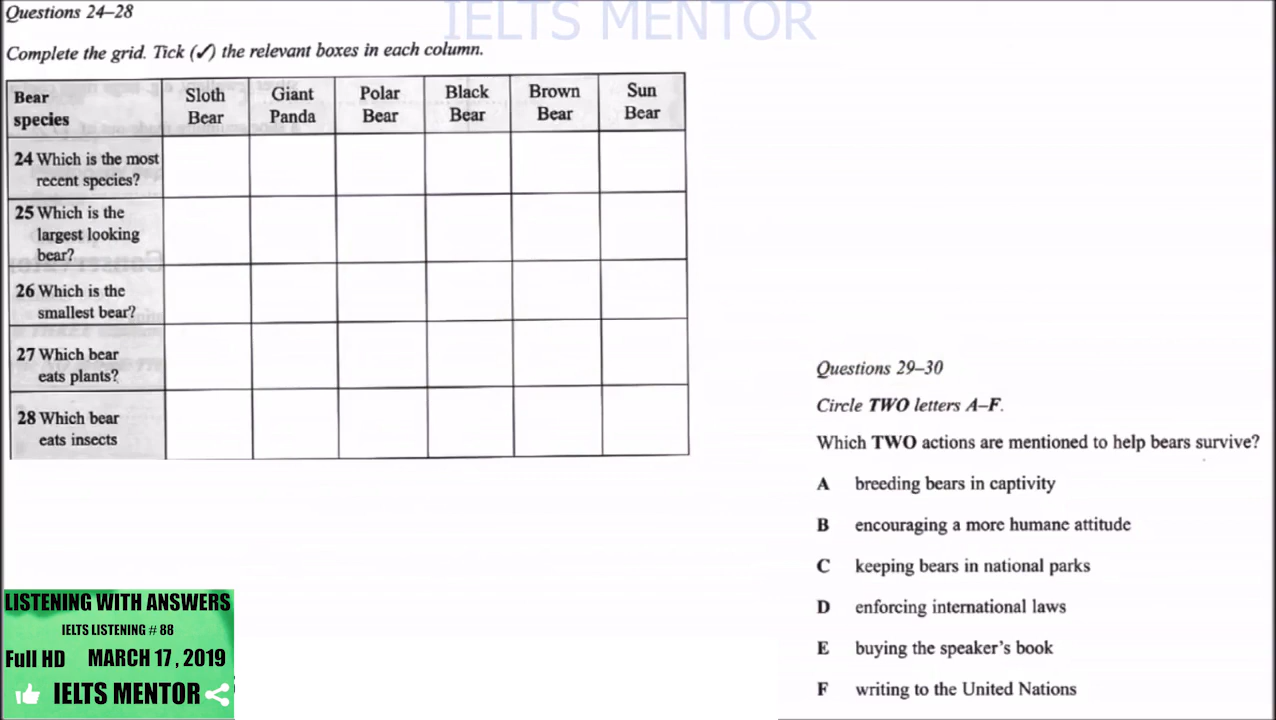 IELTS MENTOR
Questions 24–28
Complete the grid. Tick (✓) the relevant boxes in each column.
Bear species
Sloth Bear
Giant Panda
Polar Bear
Black Bear
Brown Bear
Sun Bear
24 Which is the most
recent species?
25 Which is the
largest looking
bear?
26 Which is the
smallest bear?
27 Which bear
eats plants?
28 Which bear
eats insects
Questions 29–30
Circle TWO letters A–F.
Which TWO actions are mentioned to help bears survive?
A breeding bears in captivity
B encouraging a more humane attitude
C keeping bears in national parks
D enforcing international laws
E buying the speaker's book
F writing to the United Nations
LISTENING WITH ANSWERS
IELTS LISTENING # 88
Full HD MARCH 17, 2019
IELTS MENTOR